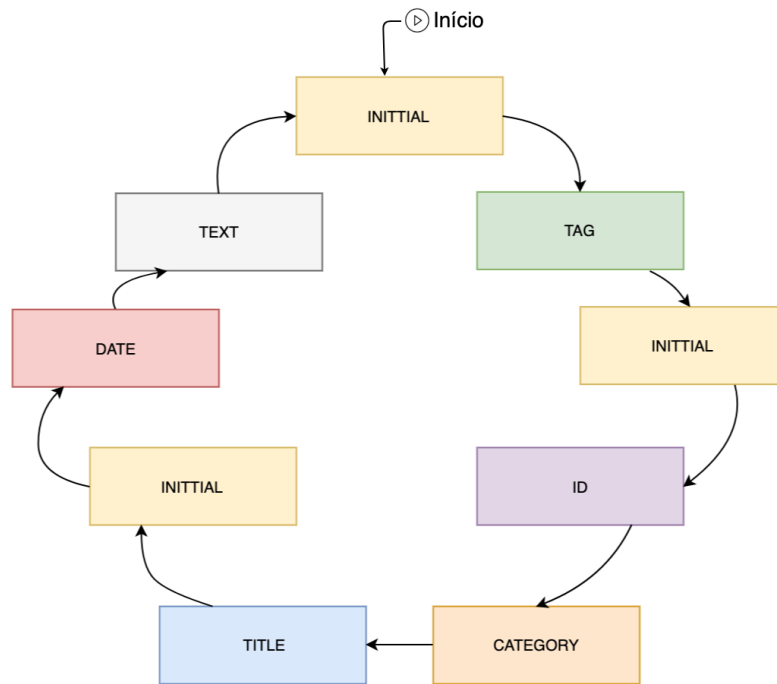 Início
INITTIAL
TEXT
TAG
DATE
INITTIAL
INITTIAL
ID
TITLE
CATEGORY